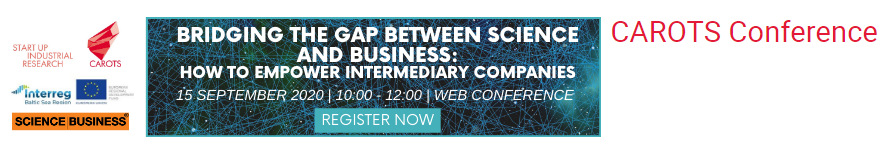 START UP
INDUSTRIAL
RESEARCH
CAROTS
Interreg
Baltic Sea Region
EUROPEAN UNION
EUROPEAN
REGIONAL
DEVELOPMENT
FUND
SCIENCE BUSINESS
BRIDGING THE GAP BETWEEN SCIENCE
AND BUSINESS:
HOW TO EMPOWER INTERMEDIARY COMPANIES
15 SEPTEMBER 2020 | 10:00 - 12:00 | WEB CONFERENCE
REGISTER NOW
CAROTS Conference